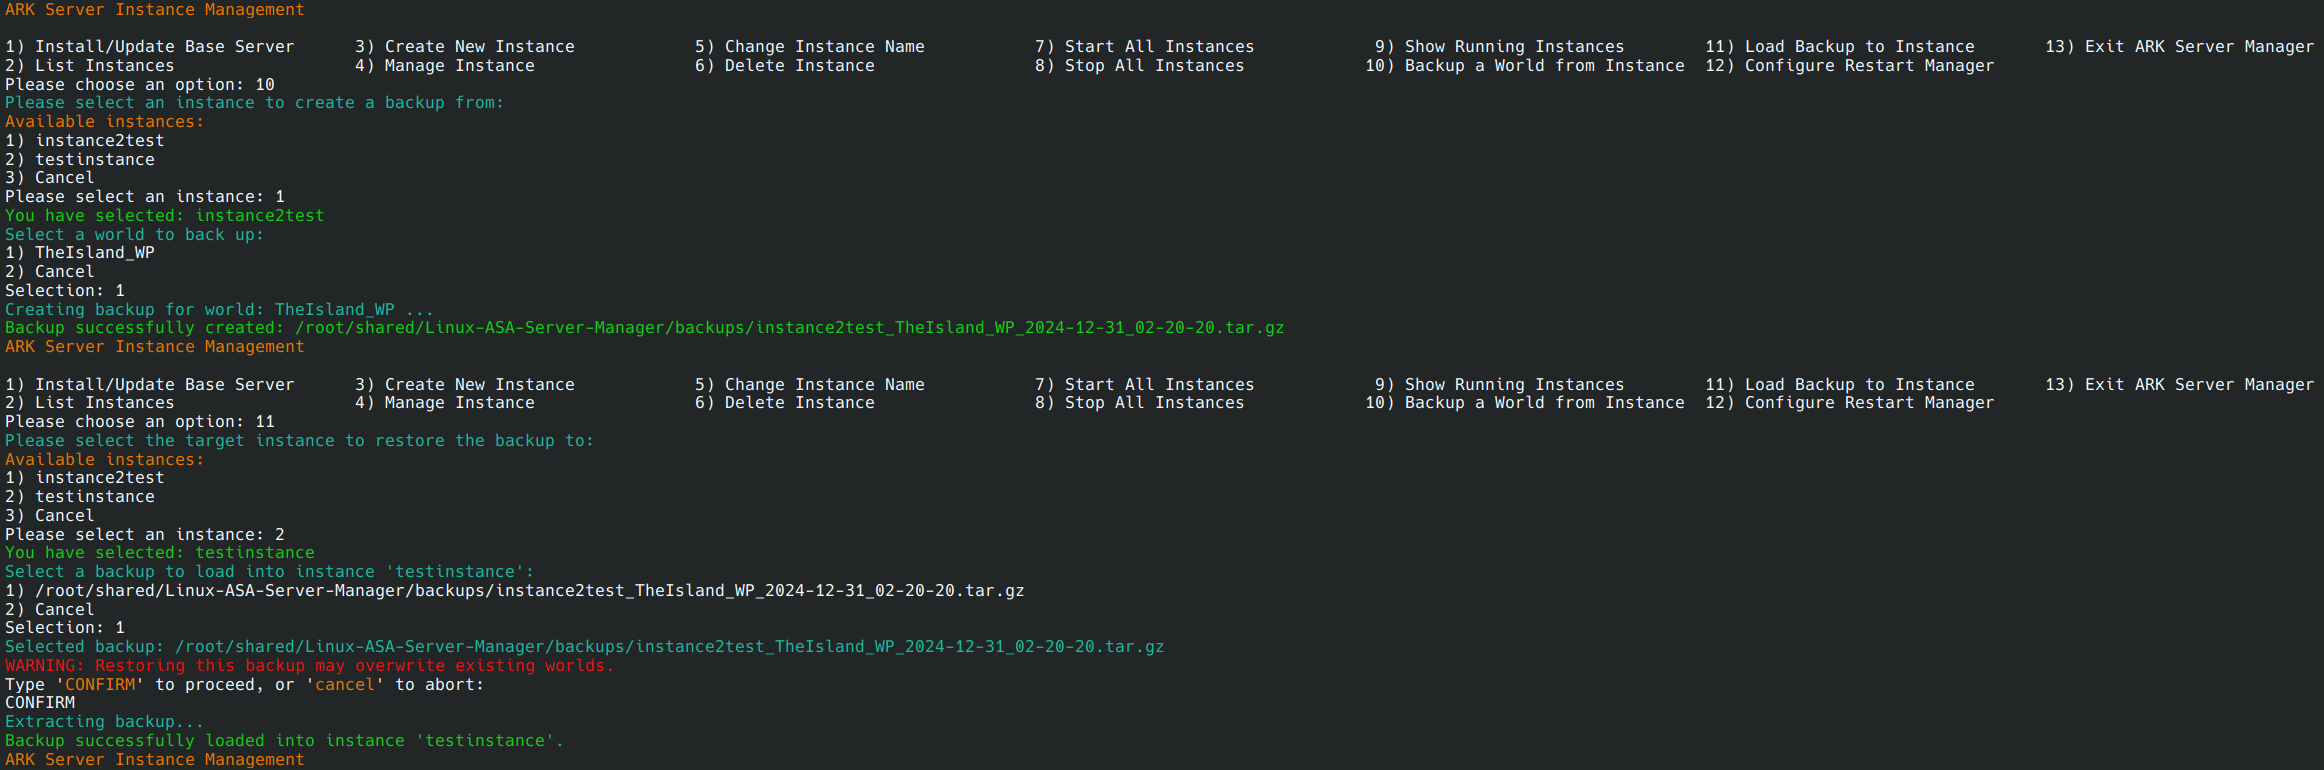 ARK Server Instance Management
1) Install/Update Base Server 3) Create New Instance 5) Change Instance Name 7) Start All Instances 9) Show Running Instances 11) Load Backup to Instance 13) Exit ARK Server Manager
2) List Instances 4) Manage Instance 6) Delete Instance 8) Stop All Instances 10) Backup a World from Instance 12) Configure Restart Manager
Please choose an option: 10
Please select an instance to create a backup from:
Available instances:
1) instance2test
2) testinstance
3) Cancel
Please select an instance: 1
You have selected: instance2test
Select a world to back up:
1) TheIsland_WP
2) Cancel
Selection: 1
Creating backup for world: TheIsland_WP ...
Backup successfully created: /root/shared/Linux-ASA-Server-Manager/backups/instance2test_TheIsland_WP_2024-12-31_02-20-20.tar.gz
ARK Server Instance Management
1) Install/Update Base Server 3) Create New Instance 5) Change Instance Name 7) Start All Instances 9) Show Running Instances 11) Load Backup to Instance 13) Exit ARK Server Manager
2) List Instances 4) Manage Instance 6) Delete Instance 8) Stop All Instances 10) Backup a World from Instance 12) Configure Restart Manager
Please choose an option: 11
Please select the target instance to restore the backup to:
Available instances:
1) instance2test
2) testinstance
3) Cancel
Please select an instance: 2
You have selected: testinstance
Select a backup to load into instance 'testinstance':
1) /root/shared/Linux-ASA-Server-Manager/backups/instance2test_TheIsland_WP_2024-12-31_02-20-20.tar.gz
2) Cancel
Selection: 1
Selected backup: /root/shared/Linux-ASA-Server-Manager/backups/instance2test_TheIsland_WP_2024-12-31_02-20-20.tar.gz
WARNING: Restoring this backup may overwrite existing worlds.
Type 'CONFIRM' to proceed, or 'cancel' to abort:
CONFIRM
Extracting backup...
Backup successfully loaded into instance 'testinstance'.
ARK Server Instance Management